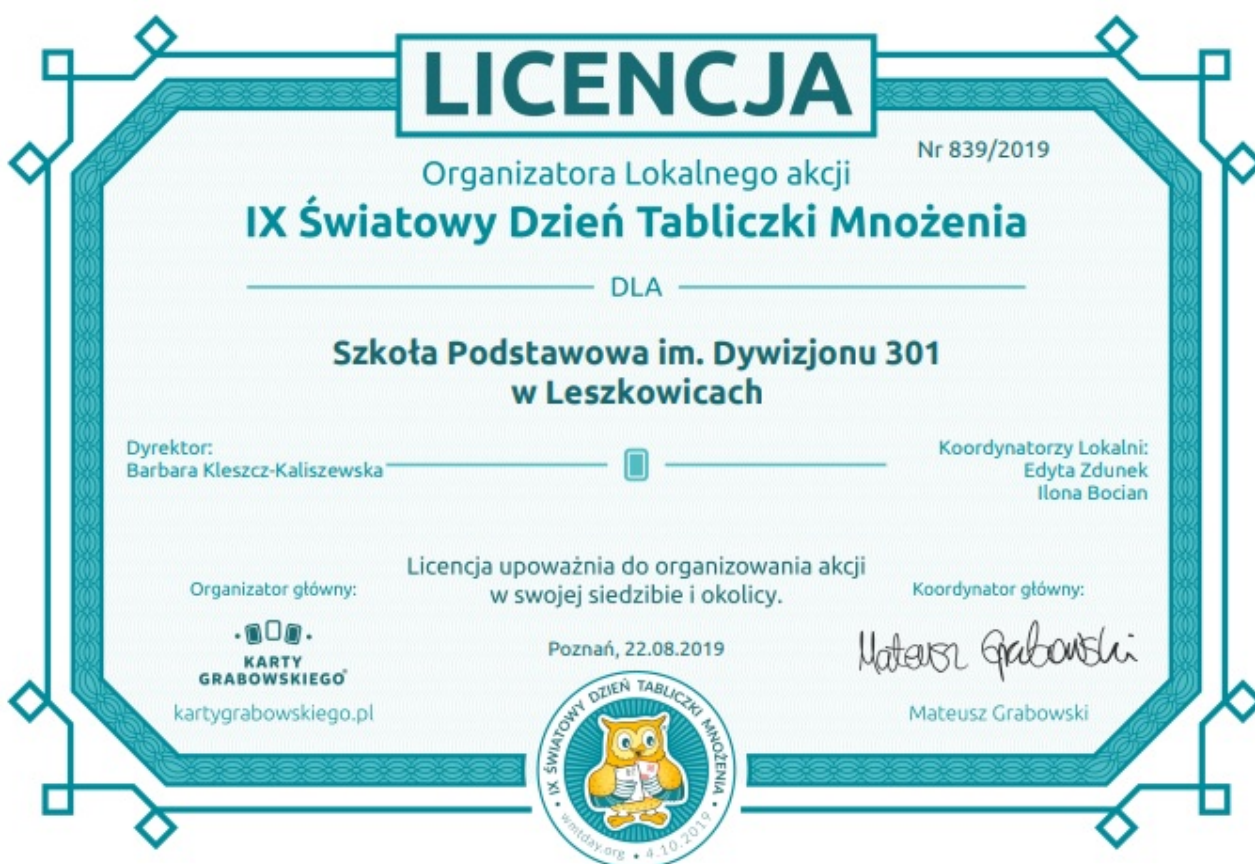 LICENCJA
Nr 839/2019
Organizatora Lokalnego akcji
IX Światowy Dzień Tabliczki Mnożenia
DLA
Szkoła Podstawowa im. Dywizjonu 301
w Leszkowicach
Dyrektor:
Barbara Kleszcz-Kaliszewska
Koordynatorzy Lokalni:
Edyta Zdunek
Ilona Bocian
Licencja upoważnia do organizowania akcji
w swojej siedzibie i okolicy.
Poznań, 22.08.2019
Organizator główny:
KARTY
GRABOWSKIEGO
kartygrabowskiego.pl
Koordynator główny:
Mateusz Grabowski
Mateusz Grabowski
IX ŚWIATOWY DZIEŃ TABLICZKI MNOŻENIA
wmtday.org • 4.10.2019